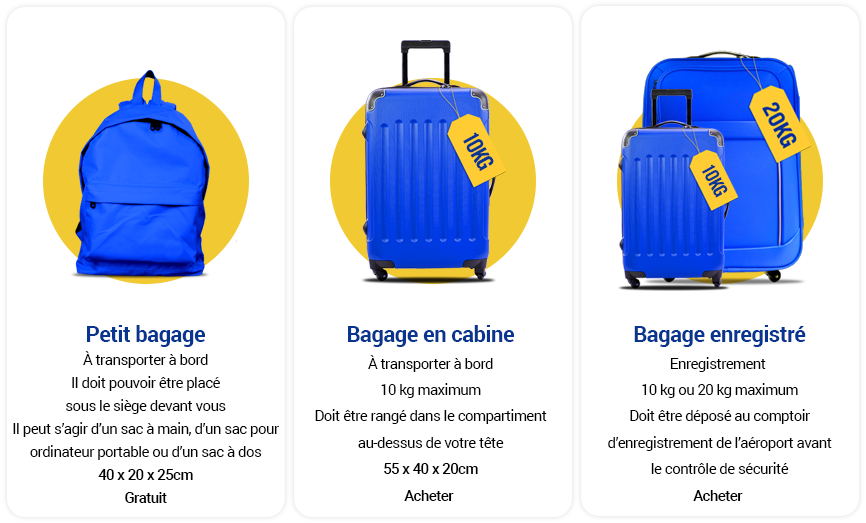 Petit bagage
À transporter à bord
Il doit pouvoir être placé
sous le siège devant vous
Il peut s’agir d’un sac à main, d’un sac pour
ordinateur portable ou d’un sac à dos
40 x 20 x 25cm
Gratuit
10KG
Bagage en cabine
À transporter à bord
10 kg maximum
Doit être rangé dans le compartiment
au-dessus de votre tête
55 x 40 x 20cm
Acheter
20KG
10KG
Bagage enregistré
Enregistrement
10 kg ou 20 kg maximum
Doit être déposé au comptoir
d’enregistrement de l’aéroport avant
le contrôle de sécurité
Acheter